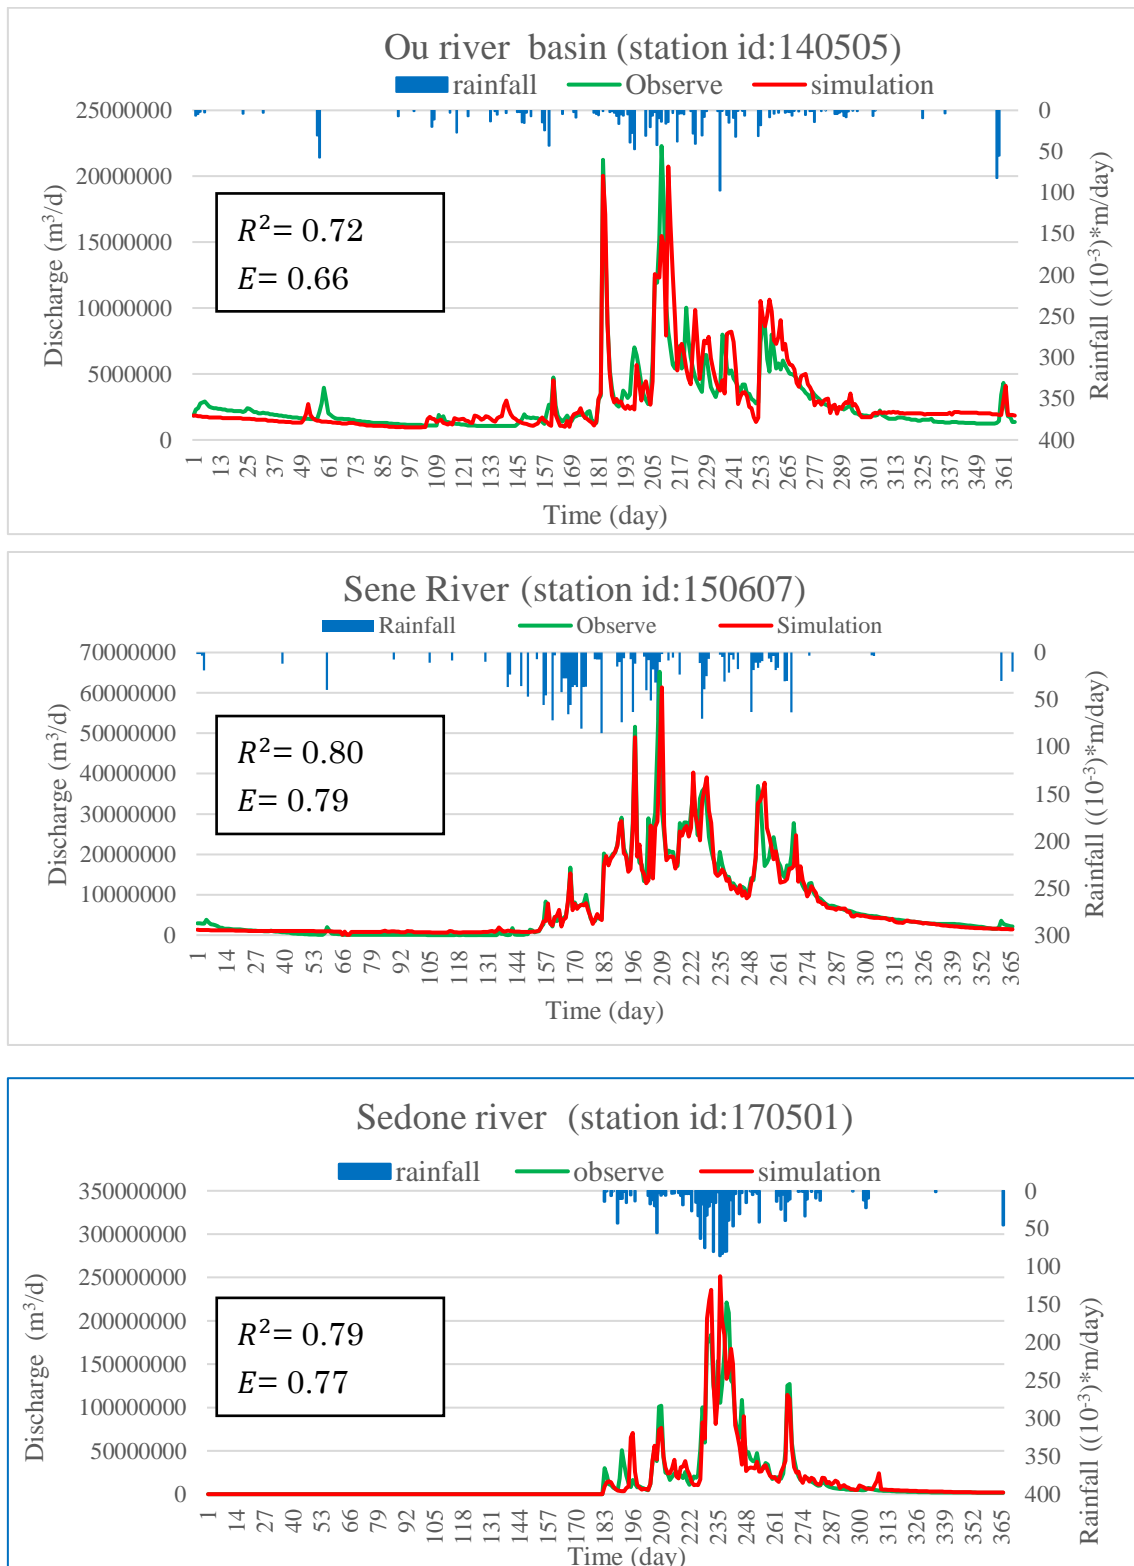 Ou river basin (station id:140505)
rainfall Observe simulation
25000000
20000000
15000000
10000000
5000000
0
Discharge (m³/d)
R²= 0.72
E= 0.66
0
50
100
150
200
250
300
350
400
Rainfall ((10⁻³)*m/day)
1 13 25 37 49 61 73 85 97 109 121 133 145 157 169 181 193 205 217 229 241 253 265 277 289 301 313 325 337 349 361
Time (day)
Sene River (station id:150607)
Rainfall Observe Simulation
70000000
60000000
50000000
40000000
30000000
20000000
10000000
0
Discharge (m³/d)
R²= 0.80
E= 0.79
0
50
100
150
200
250
300
Rainfall ((10⁻³)*m/day)
1 14 27 40 53 66 79 92 105 118 131 144 157 170 183 196 209 222 235 248 261 274 287 300 313 326 339 352 365
Time (day)
Sedone river (station id:170501)
rainfall observe simulation
350000000
300000000
250000000
200000000
150000000
100000000
50000000
0
Discharge (m³/d)
R²= 0.79
E= 0.77
0
50
100
150
200
250
300
350
400
Rainfall ((10⁻³)*m/day)
1 14 27 40 53 66 79 92 105 118 131 144 157 1170 183 196 209 222 235 248 261 274 287 300 313 326 339 352 365
Time (day)